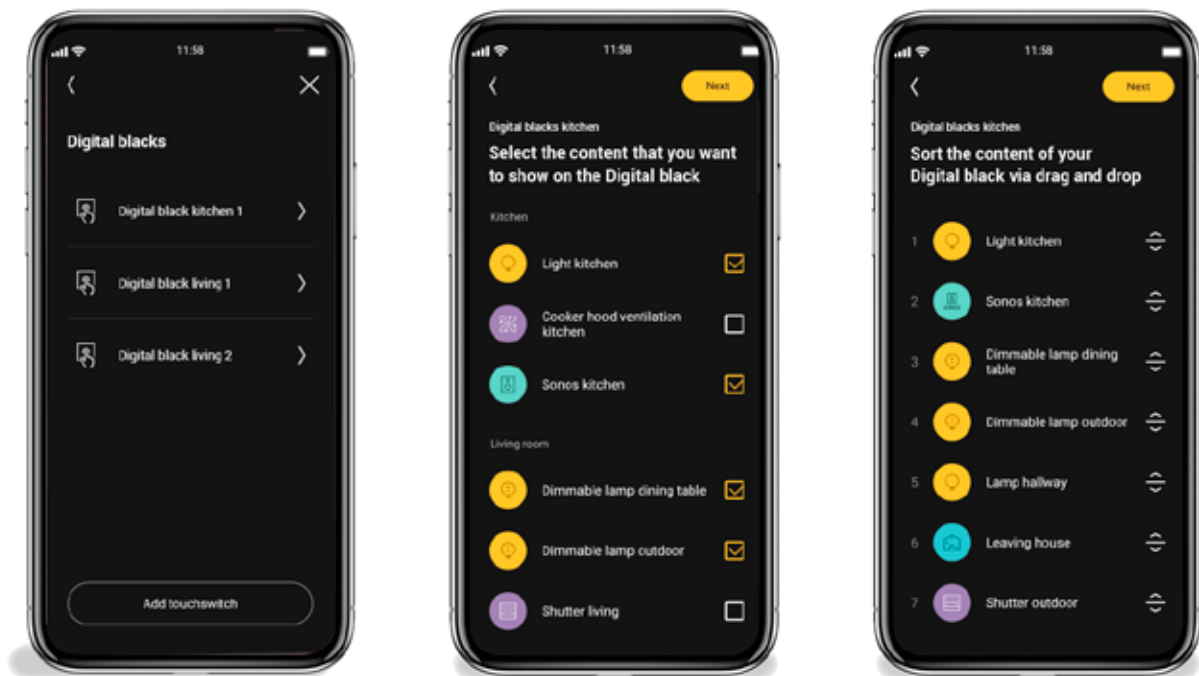 11:58
Digital blacks
Digital black kitchen 1
Digital black living 1
Digital black living 2
Add touchswitch
11:58
Next
Digital blacks kitchen
Select the content that you want
to show on the Digital black
Kitchen
Light kitchen
Cooker hood ventilation
kitchen
Sonos kitchen
Living room
Dimmable lamp dining table
Dimmable lamp outdoor
Shutter living
11:58
Next
Digital blacks kitchen
Sort the content of your
Digital black via drag and drop
1 Light kitchen
2 Sonos kitchen
3 Dimmable lamp dining
table
4 Dimmable lamp outdoor
5 Lamp hallway
6 Leaving house
7 Shutter outdoor